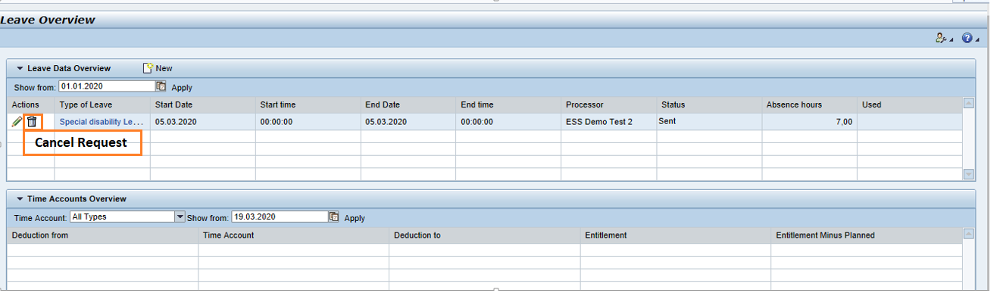 Leave Overview
Leave Data Overview New
Show from: 01.01.2020 Apply
Actions Type of Leave Start Date Start time End Date End time Processor Status Absence hours Used
Special disability Le... 05.03.2020 00:00:00 05.03.2020 00:00:00 ESS Demo Test 2 Sent 7,00
Cancel Request
Time Accounts Overview
Time Account: All Types Show from: 19.03.2020 Apply
Deduction from Time Account Deduction to Entitlement Entitlement Minus Planned